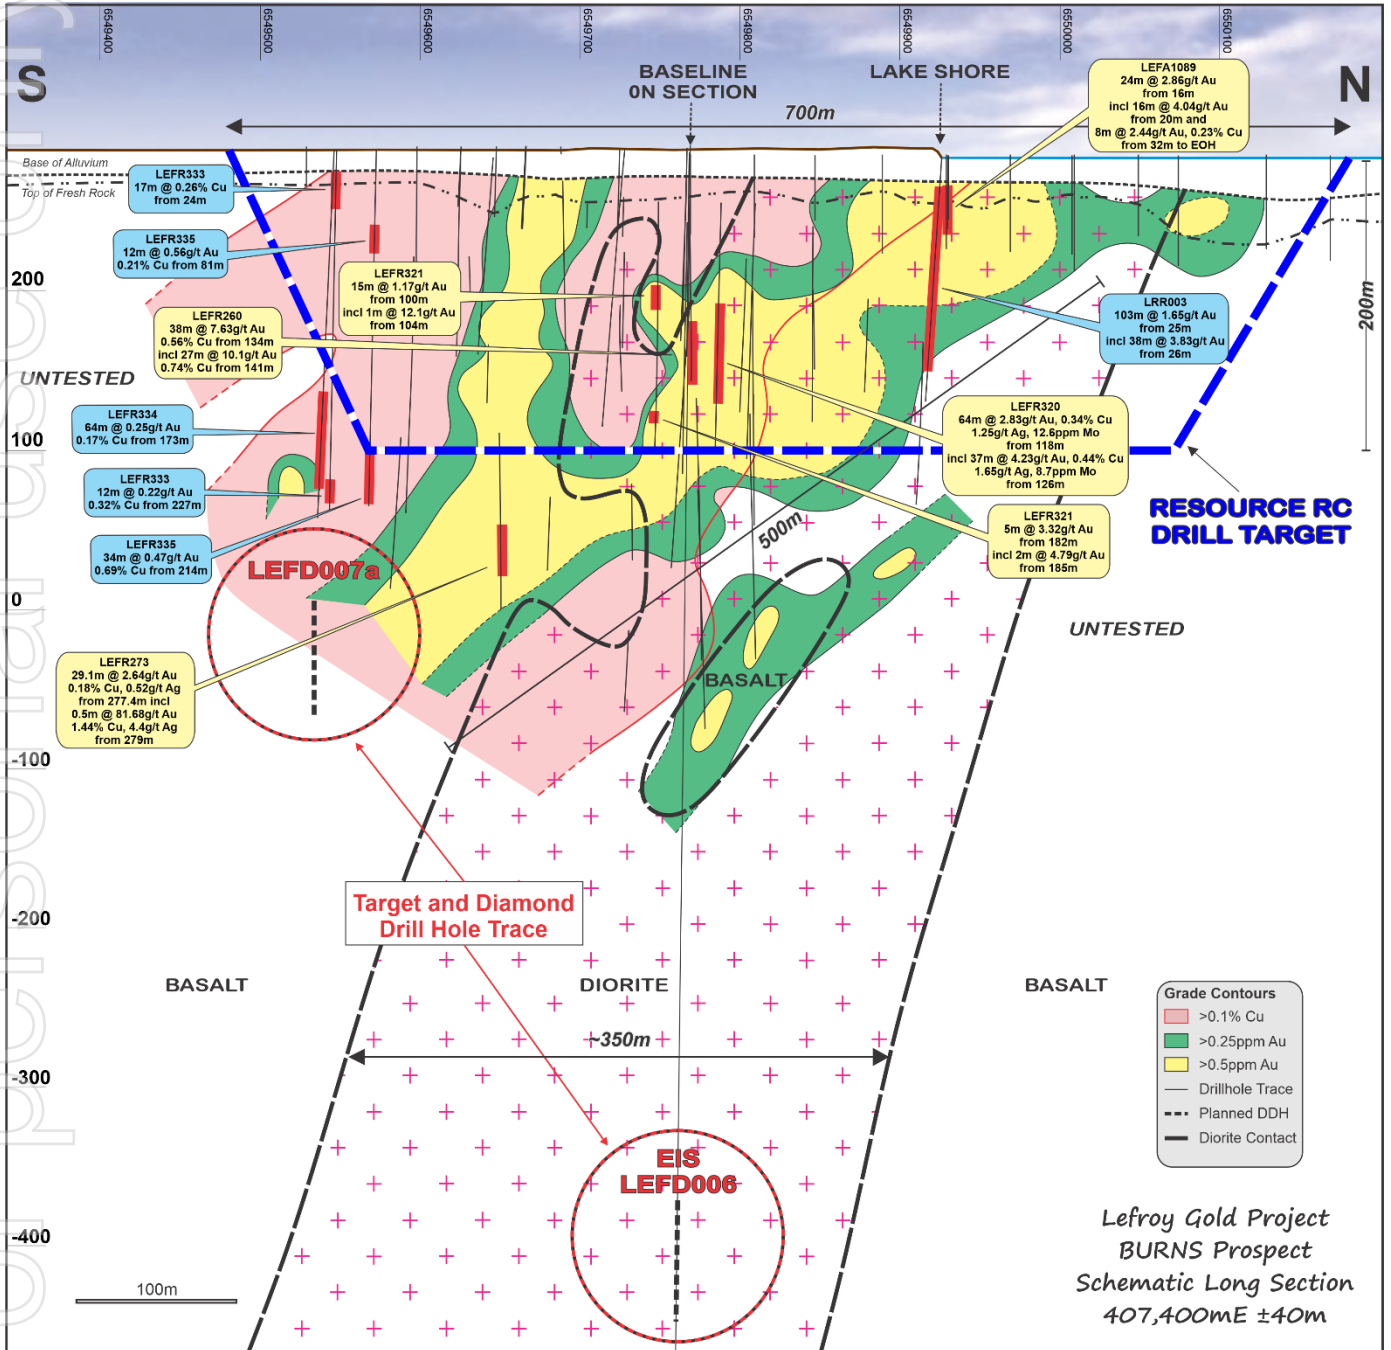 6549400
6549500
6549600
6549700
6549800
6549900
6550000
6550100
S
N
BASELINE
0N SECTION
LAKE SHORE
700m
LEFA1089
24m @ 2.86g/t Au
from 16m
incl 16m @ 4.04g/t Au
from 20m and
8m @ 2.44g/t Au, 0.23% Cu
from 32m to EOH
Base of Alluvium
Top of Fresh Rock
LEFR333
17m @ 0.26% Cu
from 24m
LEFR335
12m @ 0.56g/t Au
0.21% Cu from 81m
LEFR321
15m @ 1.17g/t Au
from 100m
incl 1m @ 12.1g/t Au
from 104m
200
200m
LEFR260
38m @ 7.63g/t Au
0.56% Cu from 134m
incl 27m @ 10.1g/t Au
0.74% Cu from 141m
LRR003
103m @ 1.65g/t Au
from 25m
incl 38m @ 3.83g/t Au
from 26m
UNTESTED
LEFR334
64m @ 0.25g/t Au
0.17% Cu from 173m
LEFR320
64m @ 2.83g/t Au, 0.34% Cu
1.25g/t Ag, 12.6ppm Mo
from 118m
incl 37m @ 4.23g/t Au, 0.44% Cu
1.65g/t Ag, 8.7ppm Mo
from 126m
100
LEFR333
12m @ 0.22g/t Au
0.32% Cu from 227m
RESOURCE RC
DRILL TARGET
LEFR321
5m @ 3.32g/t Au
from 182m
incl 2m @ 4.79g/t Au
from 185m
500m
LEFR335
34m @ 0.47g/t Au
0.69% Cu from 214m
LEFD007a
0
UNTESTED
LEFR273
29.1m @ 2.64g/t Au
0.18% Cu, 0.52g/t Ag
from 277.4m incl
0.5m @ 81.68g/t Au
1.44% Cu, 4.4g/t Ag
from 279m
BASALT
-100
Target and Diamond
Drill Hole Trace
-200
BASALT
DIORITE
BASALT
~350m
-300
Grade Contours
>0.1% Cu
>0.25ppm Au
>0.5ppm Au
Drillhole Trace
Planned DDH
Diorite Contact
EIS
LEFD006
-400
100m
Lefroy Gold Project
BURNS Prospect
Schematic Long Section
407,400mE ±40m